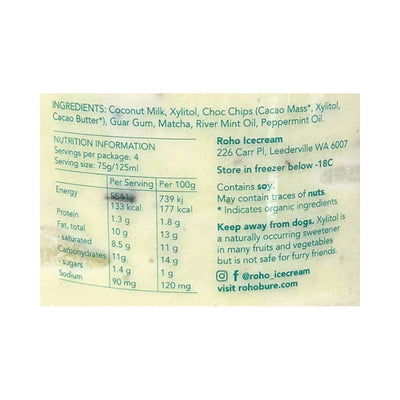 INGREDIENTS: Coconut Milk, Xylitol, Choc Chips (Cacao Mass*, Xylitol,
Cacao Butter*), Guar Gum, Matcha, River Mint Oil, Peppermint Oil.
NUTRITION INFORMATION
Servings per package: 4
Serving size: 75g/125ml
Per Serving Per 100g
Energy 554 kj 739 kj
133 kcal 177 kcal
Protein 1.3 g 1.8 g
Fat, total 10 g 13 g
- saturated 8.5 g 11 g
Carbohydrates 11g 14 g
- sugars 1.4 g 1 g
Sodium 90 mg 120 mg
Roho Icecream
226 Carr Pl, Leederville WA 6007
Store in freezer below -18C
Contains soy.
May contain traces of nuts.
* Indicates organic ingredients
Keep away from dogs. Xylitol is
a naturally occurring sweetener
in many fruits and vegetables
but is not safe for furry friends.
@roho_icecream
visit rohobure.com